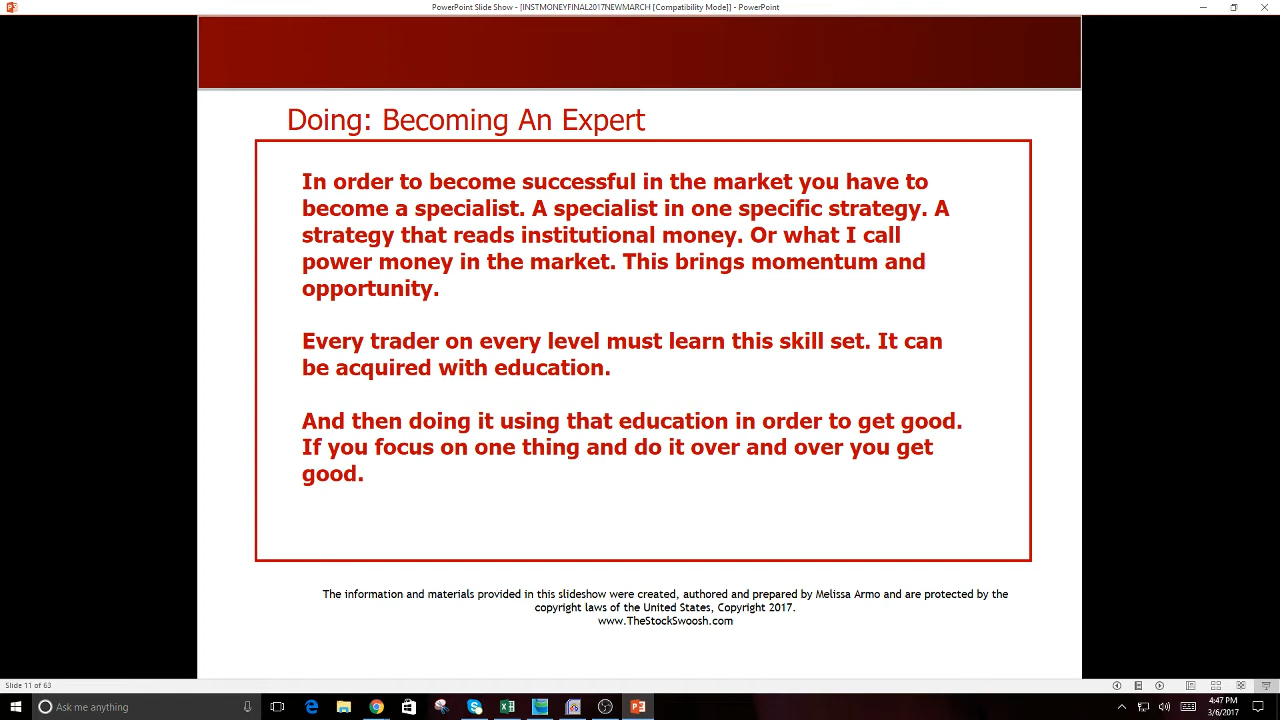 PowerPoint Slide Show - [INSTMONEYFINAL2017NEWMARCH [Compatibility Mode]] - PowerPoint
Doing: Becoming An Expert
In order to become successful in the market you have to
become a specialist. A specialist in one specific strategy. A
strategy that reads institutional money. Or what I call
power money in the market. This brings momentum and
opportunity.
Every trader on every level must learn this skill set. It can
be acquired with education.
And then doing it using that education in order to get good.
If you focus on one thing and do it over and over you get
good.
The information and materials provided in this slideshow were created, authored and prepared by Melissa Armo and are protected by the
copyright laws of the United States, Copyright 2017.
www.TheStockSwoosh.com
Slide 11 of 63
Ask me anything
4:47 PM
3/6/2017